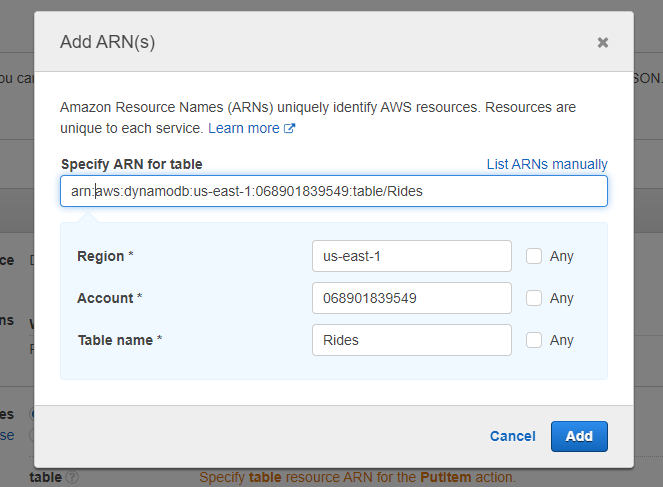 Add ARN(s)
ou ca
SON.
Amazon Resource Names (ARNs) uniquely identify AWS resources. Resources are
unique to each service. Learn more
Specify ARN for table
List ARNs manually
arn:aws:dynamodb:us-east-1:068901839549:table/Rides
ce
Region *
us-east-1
Any
Account *
068901839549
Any
ns
Table name *
Rides
Any
es
se
Cancel
Add
table
Specify table resource ARN for the PutItem action.